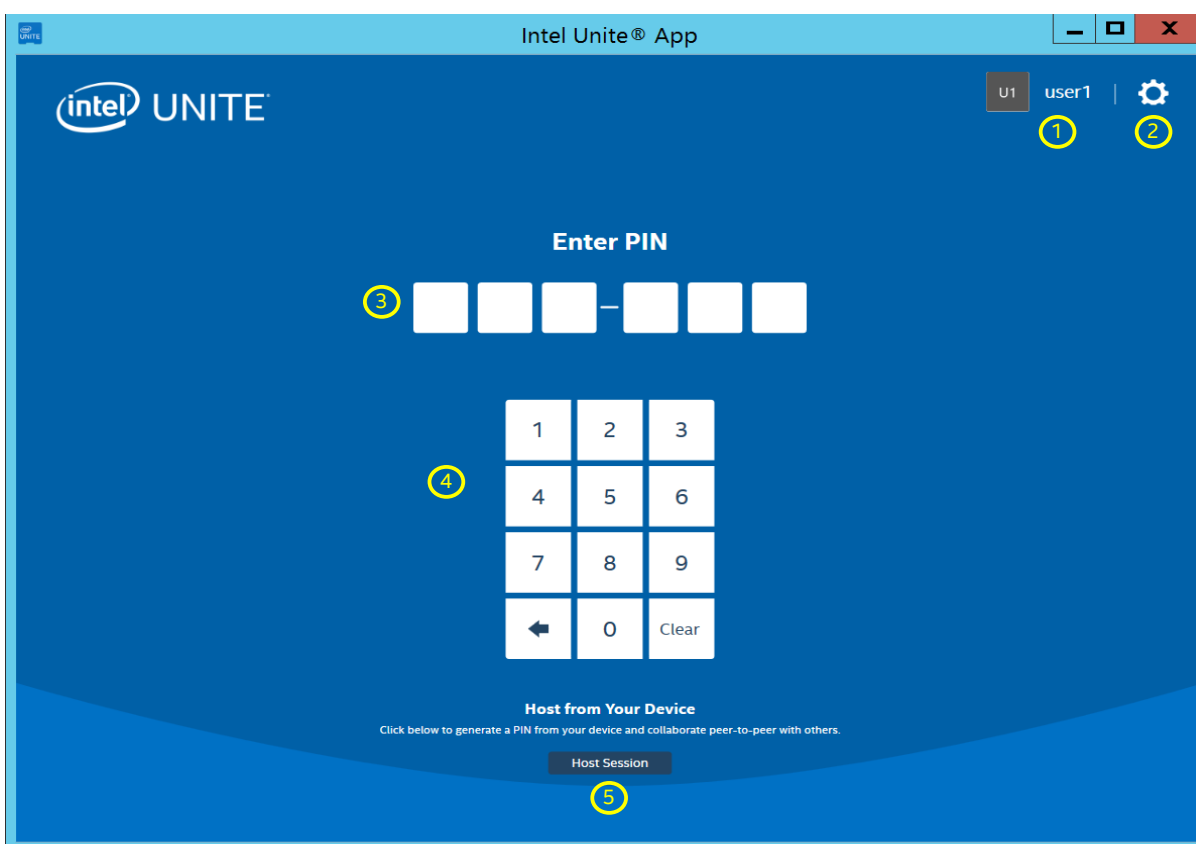 UNITE
Intel Unite® App
intel UNITE
U1 user1
1 2
Enter PIN
3
1 2 3
4
4 5 6
7 8 9
0 Clear
Host from Your Device
Click below to generate a PIN from your device and collaborate peer-to-peer with others.
Host Session
5